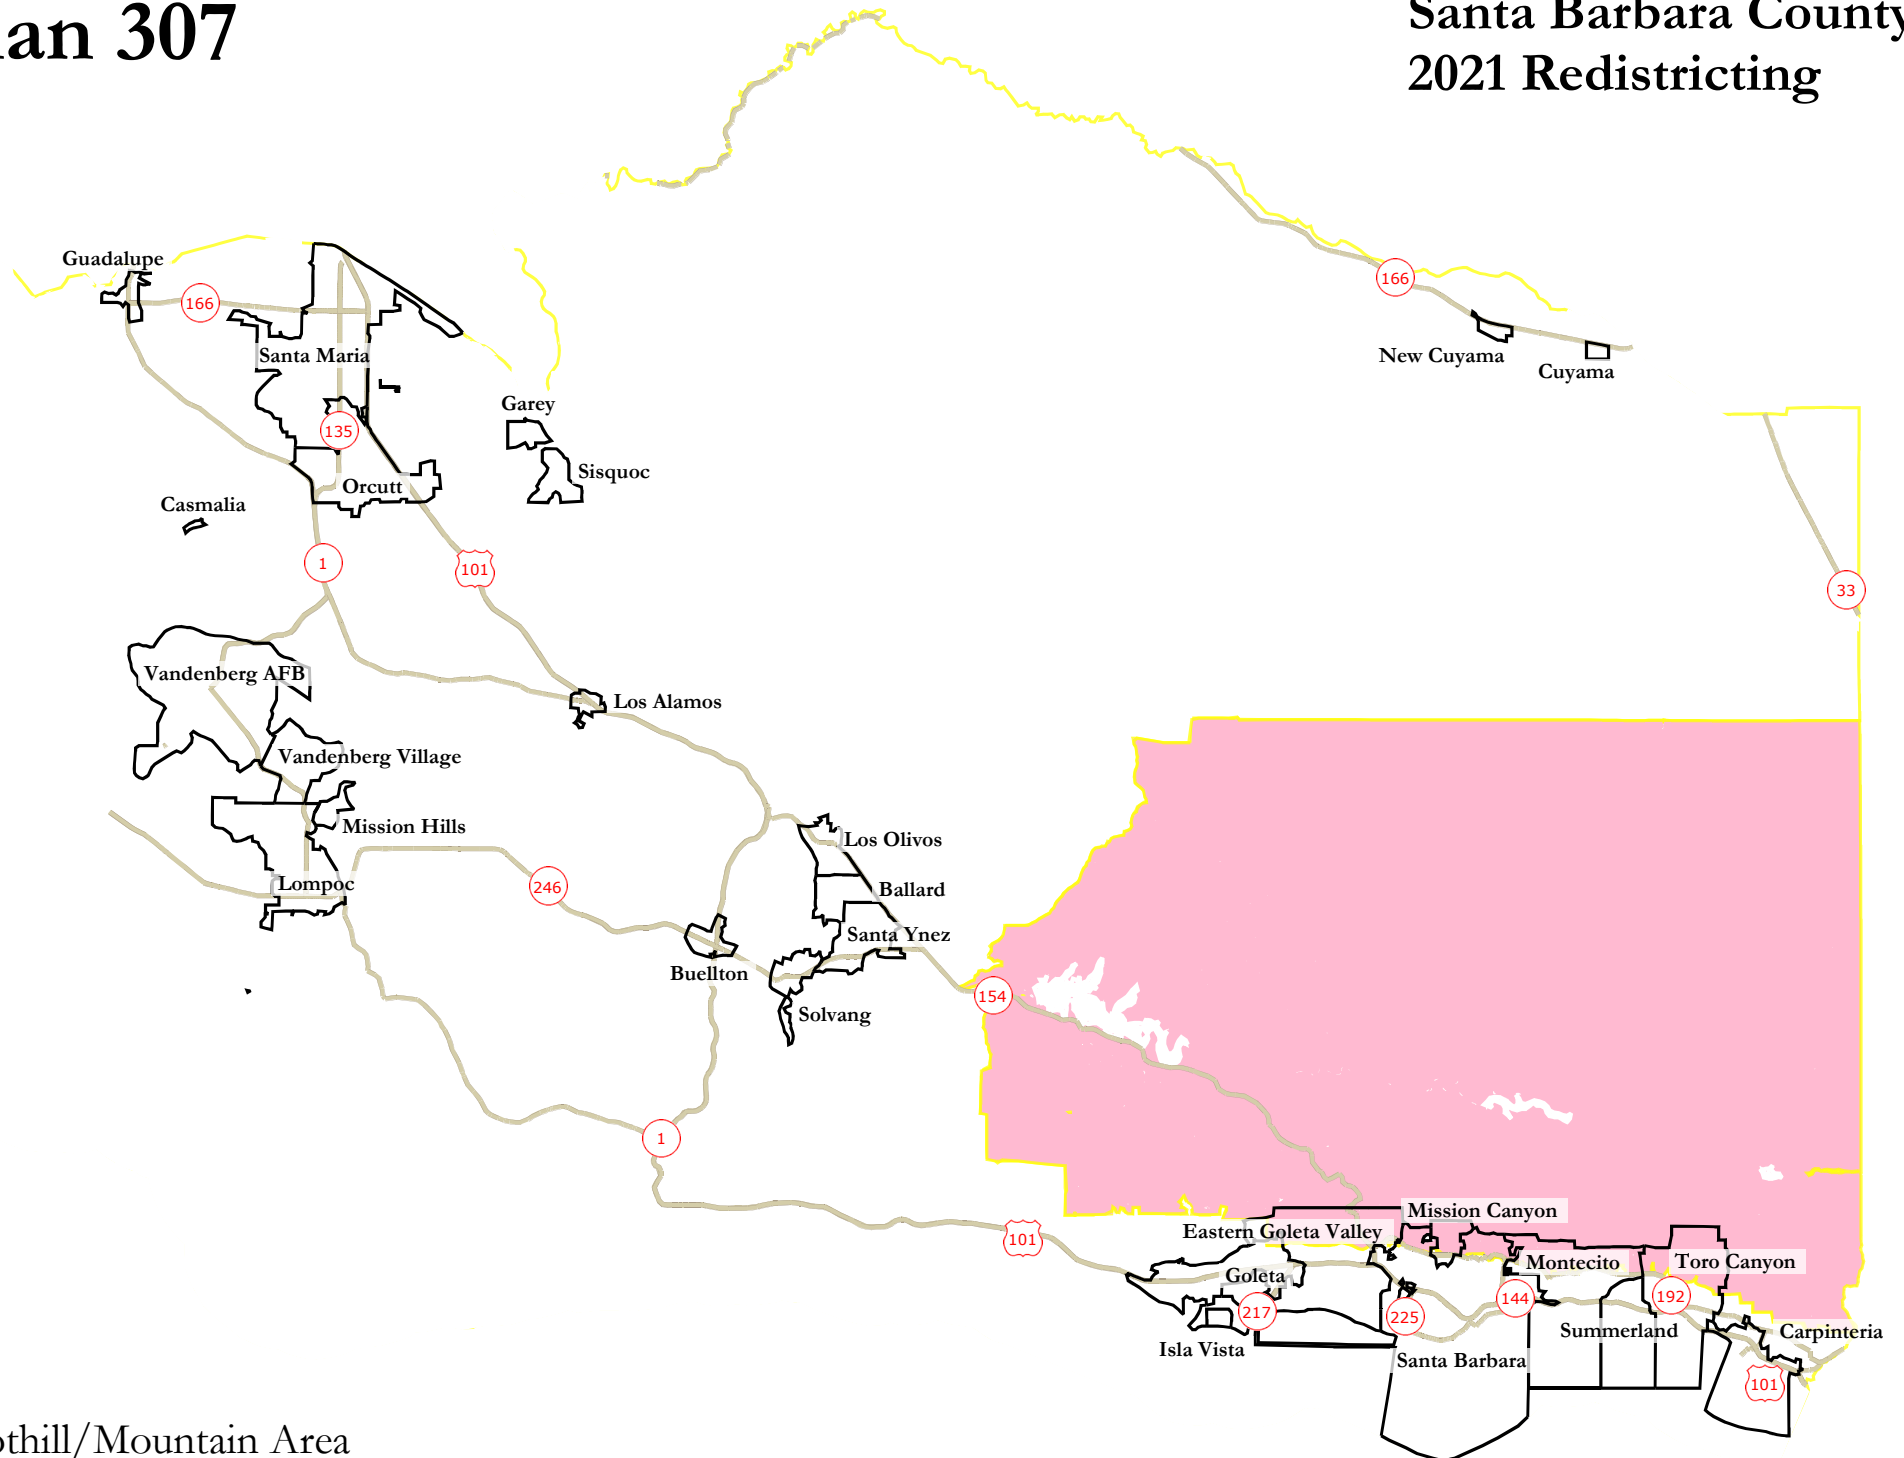 an 307
Santa Barbara County
2021 Redistricting
Guadalupe
166
166
Santa Maria
New Cuyama
Cuyama
Garey
135
Sisquoc
Orcutt
Casmalia
1
101
33
Vandenberg AFB
Los Alamos
Vandenberg Village
Mission Hills
Los Olivos
Lompoc
246
Ballard
Santa Ynez
Buellton
154
Solvang
1
Mission Canyon
101
Eastern Goleta Valley
Montecito
Toro Canyon
Goleta
217
225
144
192
Summerland
Carpinteria
Isla Vista
Santa Barbara
101
othill/Mountain Area